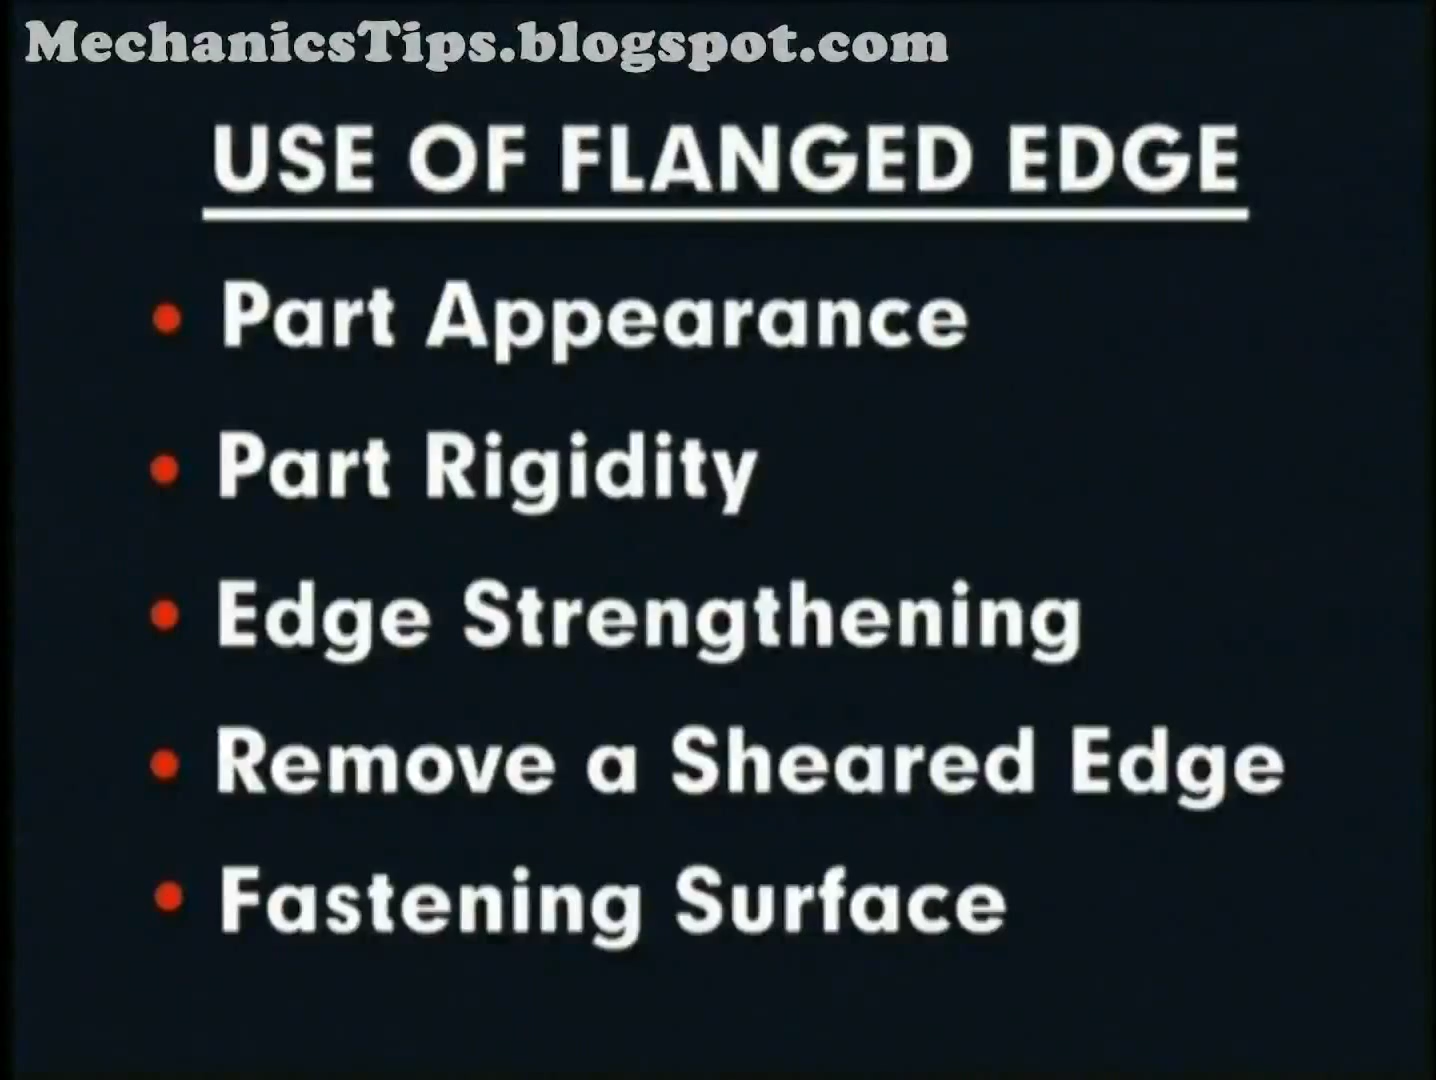 MechanicsTips.blogspot.com
USE OF FLANGED EDGE
• Part Appearance
• Part Rigidity
• Edge Strengthening
• Remove a Sheared Edge
• Fastening Surface